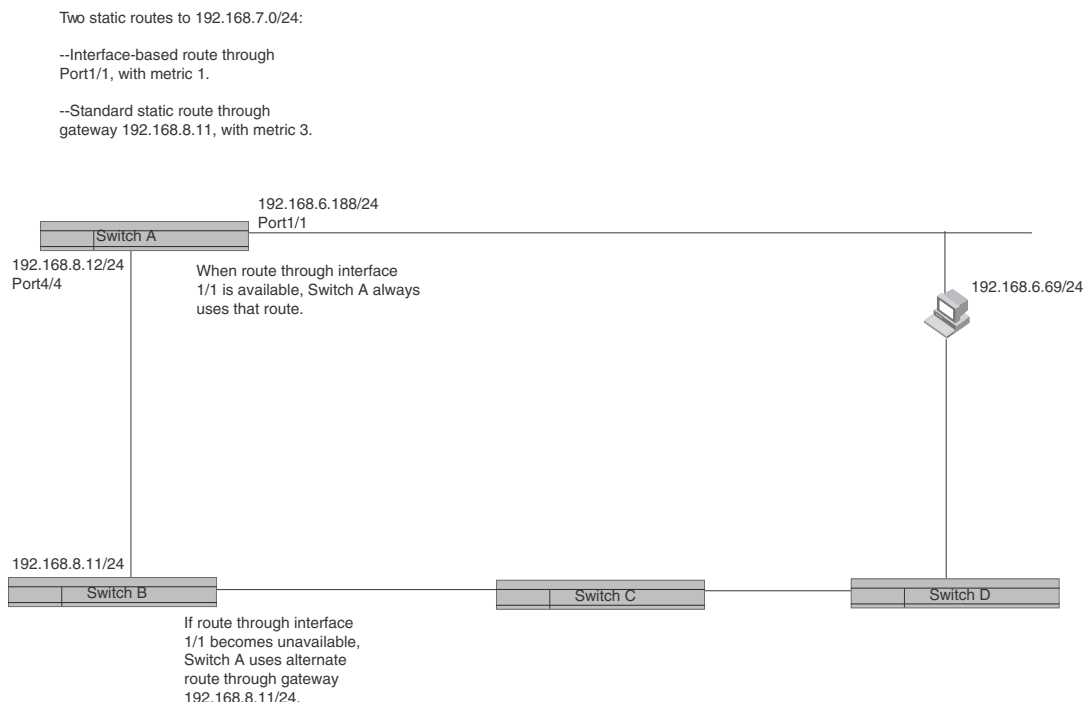 Two static routes to 192.168.7.0/24:
--Interface-based route through
Port1/1, with metric 1.
--Standard static route through
gateway 192.168.8.11, with metric 3.
192.168.6.188/24
Port1/1
Switch A
192.168.8.12/24
Port4/4
When route through interface
1/1 is available, Switch A always
uses that route.
192.168.6.69/24
192.168.8.11/24
Switch B
Switch C
Switch D
If route through interface
1/1 becomes unavailable,
Switch A uses alternate
route through gateway
192.168.8.11/24.